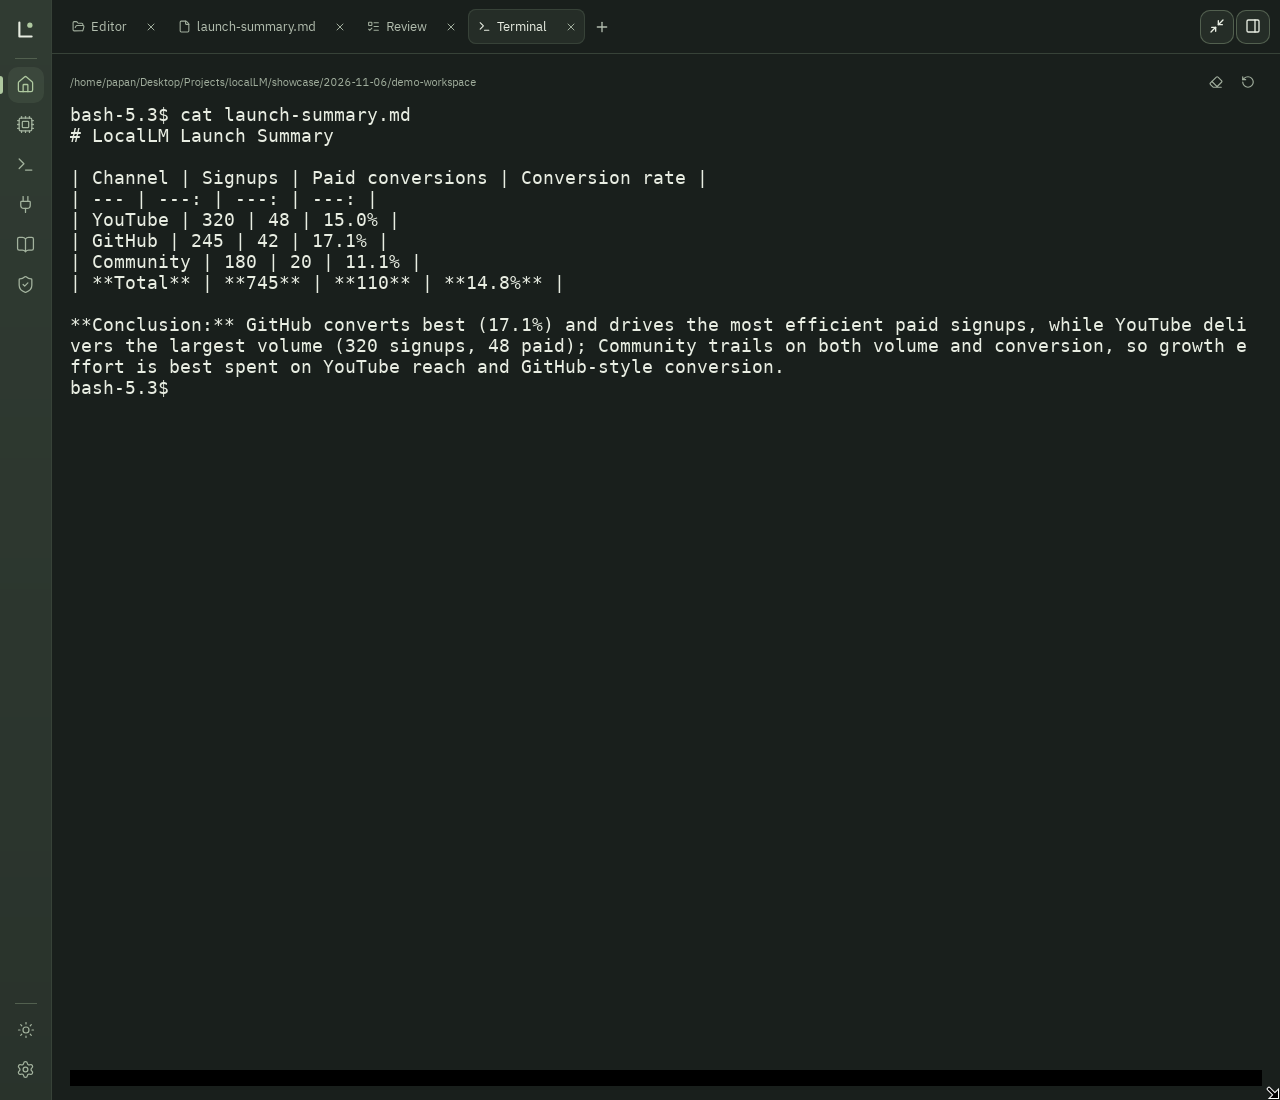 Editor
launch-summary.md
Review
Terminal
/home/papan/Desktop/Projects/localLM/showcase/2026-11-06/demo-workspace
bash-5.3$ cat launch-summary.md
# LocalLM Launch Summary
| Channel | Signups | Paid conversions | Conversion rate |
| --- | ---: | ---: | ---: |
| YouTube | 320 | 48 | 15.0% |
| GitHub | 245 | 42 | 17.1% |
| Community | 180 | 20 | 11.1% |
| **Total** | **745** | **110** | **14.8%** |
**Conclusion:** GitHub converts best (17.1%) and drives the most efficient paid signups, while YouTube deli
vers the largest volume (320 signups, 48 paid); Community trails on both volume and conversion, so growth e
ffort is best spent on YouTube reach and GitHub-style conversion.
bash-5.3$